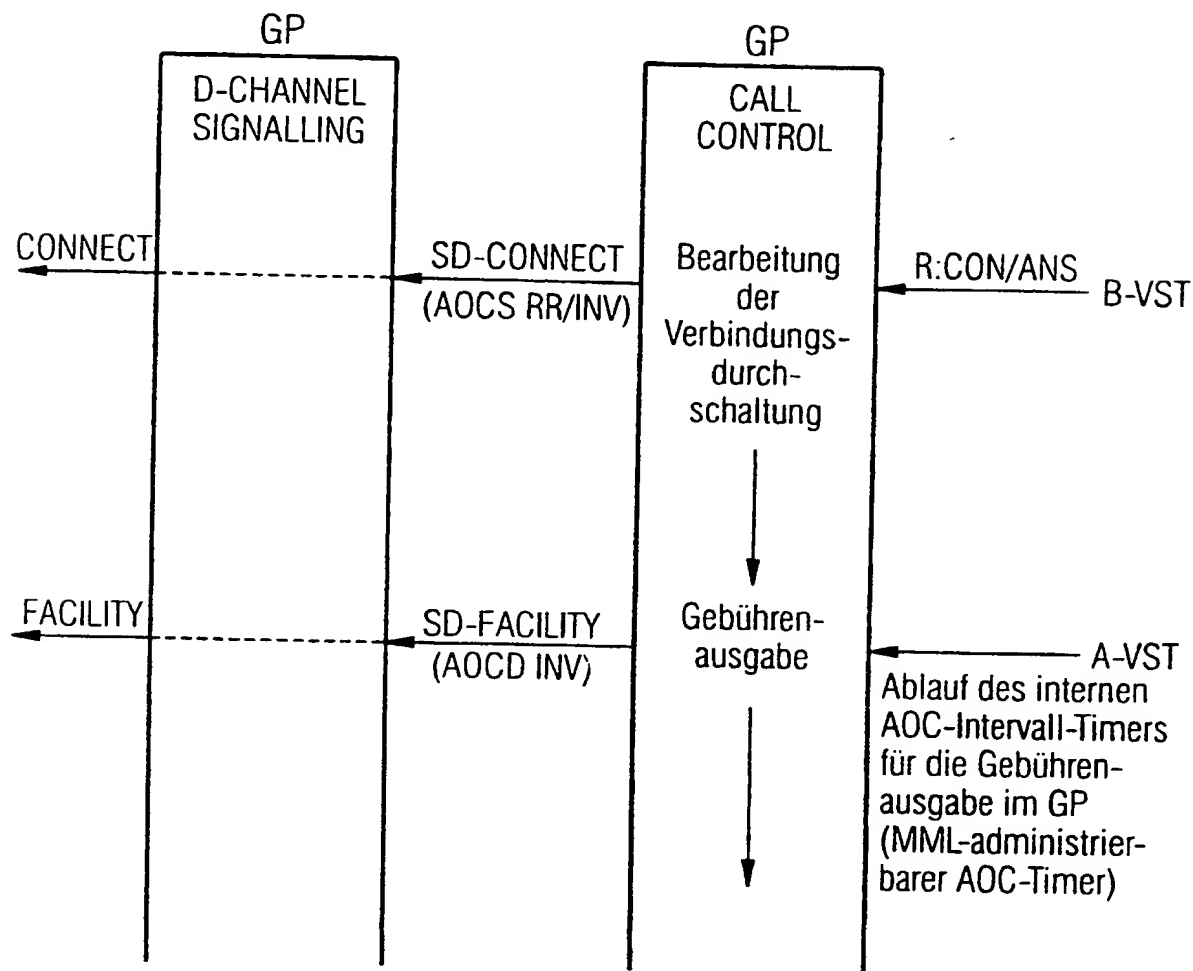 GP
D-CHANNEL
SIGNALLING
GP
CALL
CONTROL
CONNECT
SD-CONNECT
(AOCS RR/INV)
Bearbeitung
der
Verbindungs-
durch-
schaltung
R:CON/ANS
B-VST
FACILITY
SD-FACILITY
(AOCD INV)
Gebühren-
ausgabe
A-VST
Ablauf des internen
AOC-Intervall-Timers
für die Gebühren-
ausgabe im GP
(MML-administrier-
barer AOC-Timer)